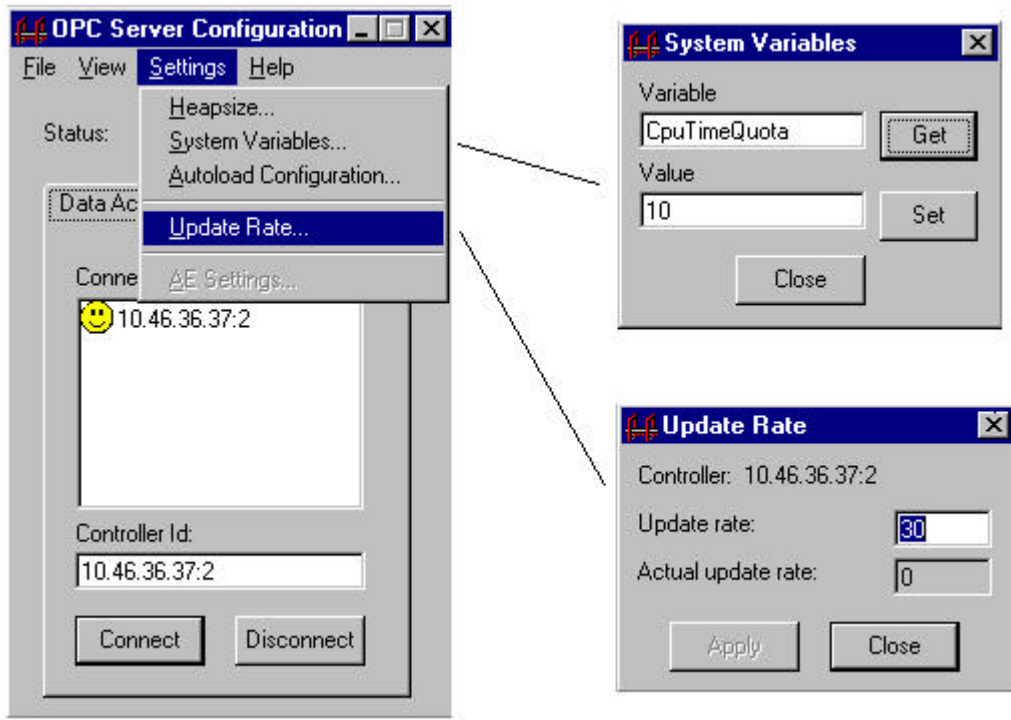 OPC Server Configuration
File View Settings Help
Heapsize...
System Variables...
Autoload Configuration...
Update Rate...
AE Settings...
Status:
Data Ac
Conne
10.46.36.37:2
Controller Id:
10.46.36.37:2
Connect Disconnect
System Variables
Variable
CpuTimeQuota
Get
Value
10
Set
Close
Update Rate
Controller: 10.46.36.37:2
Update rate: 30
Actual update rate: 0
Apply Close